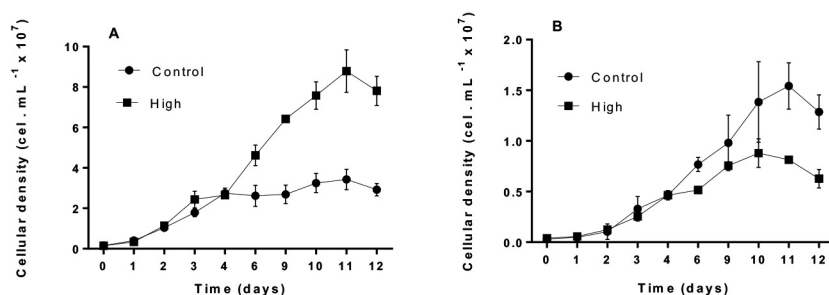 A
Cellular density (cel . mL ⁻¹ x 10⁷)
10
8
6
4
2
0
Control
High
0 1 2 3 4 6 9 10 11 12
Time (days)
B
Cellular density (cel . mL ⁻¹ x 10⁷)
2.0
1.5
1.0
0.5
0.0
Control
High
0 1 2 3 4 6 9 10 11 12
Time (days)